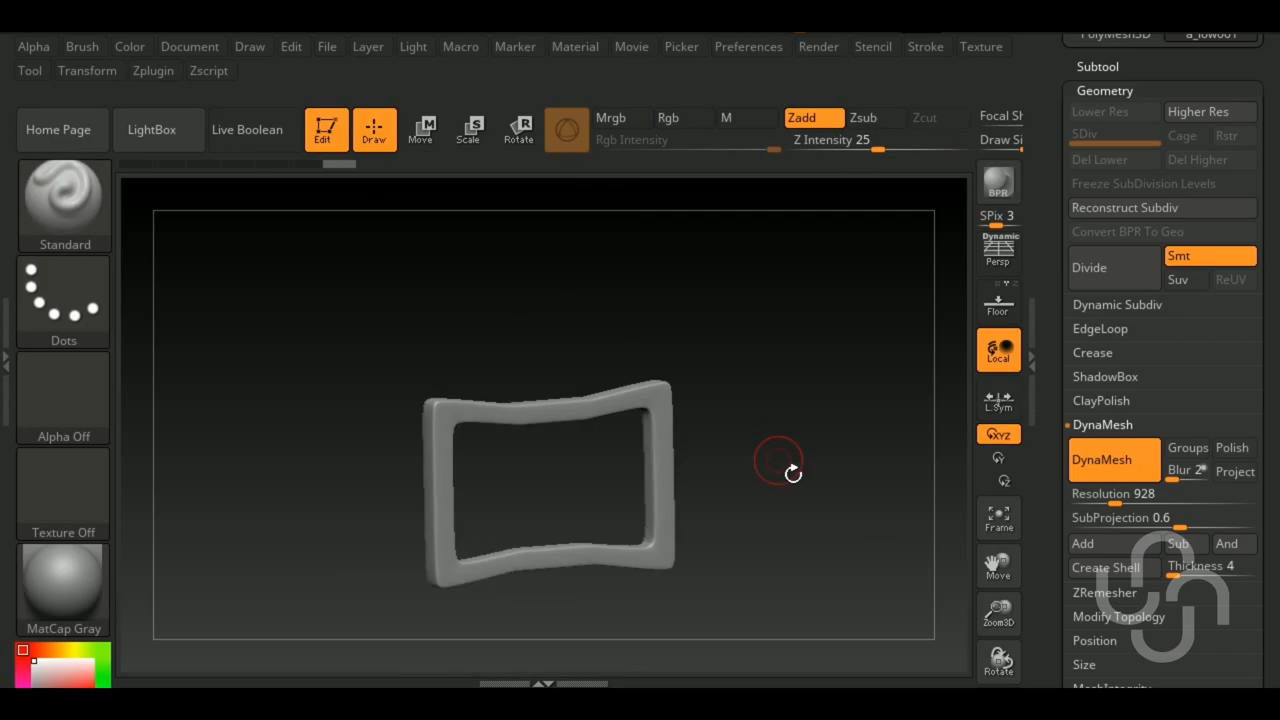 PolyMesh3D a_low001
Alpha Brush Color Document Draw Edit File Layer Light Macro Marker Material Movie Picker Preferences Render Stencil Stroke Texture
Tool Transform Zplugin Zscript
Home Page LightBox Live Boolean Edit Draw Move Scale Rotate
M S R
Mrgb Rgb M Zadd Zsub Zcut Focal Sh
Rgb Intensity Z Intensity 25 Draw Si
Standard
Dots
Alpha Off
Texture Off
MatCap Gray
BPR
SPix 3
Dynamic
Persp
Floor
Local
L.Sym
XYZ
Y
Z
Frame
Move
Zoom3D
Rotate
Subtool
Geometry
Lower Res Higher Res
SDiv Cage Rstr
Del Lower Del Higher
Freeze SubDivision Levels
Reconstruct Subdiv
Convert BPR To Geo
Divide Smt
Suv ReUV
Dynamic Subdiv
EdgeLoop
Crease
ShadowBox
ClayPolish
DynaMesh
DynaMesh Groups Polish
Blur 2 Project
Resolution 928
SubProjection 0.6
Add Sub And
Create Shell Thickness 4
ZRemesher
Modify Topology
Position
Size
MeshIntegrity